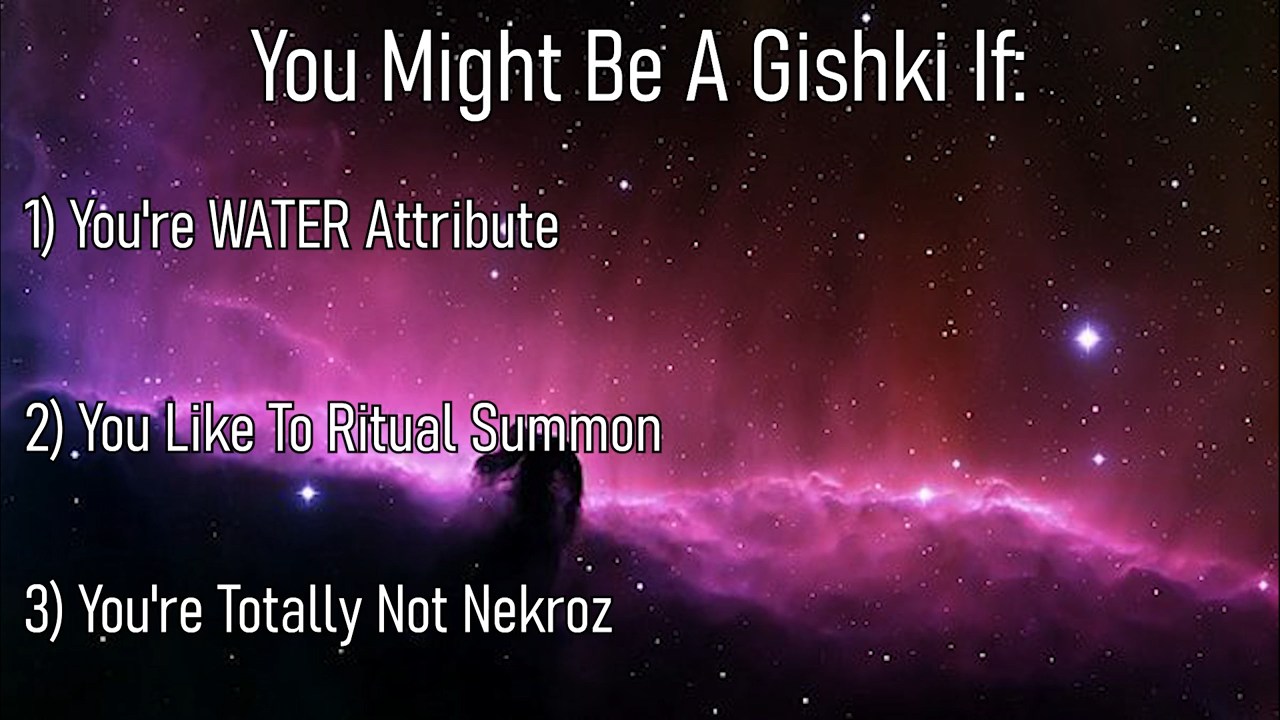 You Might Be A Gishki If:
1) You're WATER Attribute
2) You Like To Ritual Summon
3) You're Totally Not Nekroz